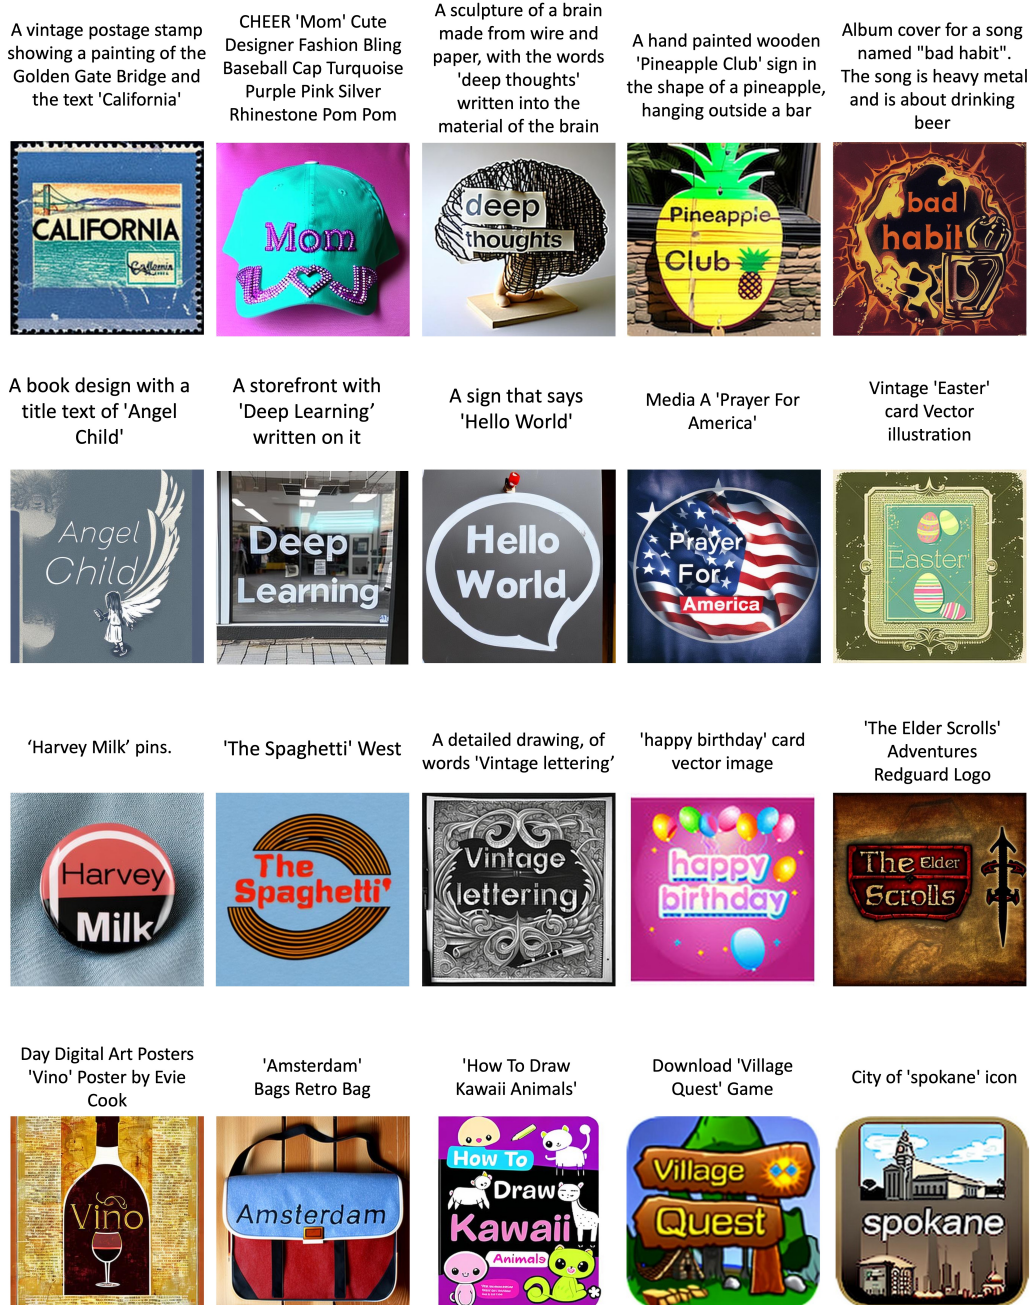 A vintage postage stamp
showing a painting of the
Golden Gate Bridge and
the text 'California'
CHEER 'Mom' Cute
Designer Fashion Bling
Baseball Cap Turquoise
Purple Pink Silver
Rhinestone Pom Pom
A sculpture of a brain
made from wire and
paper, with the words
'deep thoughts'
written into the
material of the brain
A hand painted wooden
'Pineapple Club' sign in
the shape of a pineapple,
hanging outside a bar
Album cover for a song
named "bad habit".
The song is heavy metal
and is about drinking
beer
CALIFORNIA
Mom
deep
thoughts
Pineapple
Club
bad
habit
A book design with a
title text of 'Angel
Child'
A storefront with
'Deep Learning’
written on it
A sign that says
'Hello World'
Media A 'Prayer For
America'
Vintage 'Easter'
card Vector
illustration
Angel
Child
Deep
Learning
Hello
World
Prayer
For
America
Easter
‘Harvey Milk’ pins.
'The Spaghetti' West
A detailed drawing, of
words 'Vintage lettering’
'happy birthday' card
vector image
'The Elder Scrolls'
Adventures
Redguard Logo
Harvey
Milk
The
Spaghetti'
Vintage
lettering
happy
birthday
The Elder
Scrolls
Day Digital Art Posters
'Vino' Poster by Evie
Cook
'Amsterdam'
Bags Retro Bag
'How To Draw
Kawaii Animals'
Download 'Village
Quest' Game
City of 'spokane' icon
Vino
Amsterdam
How To
Draw
Kawaii
Animals
Village
Quest
spokane